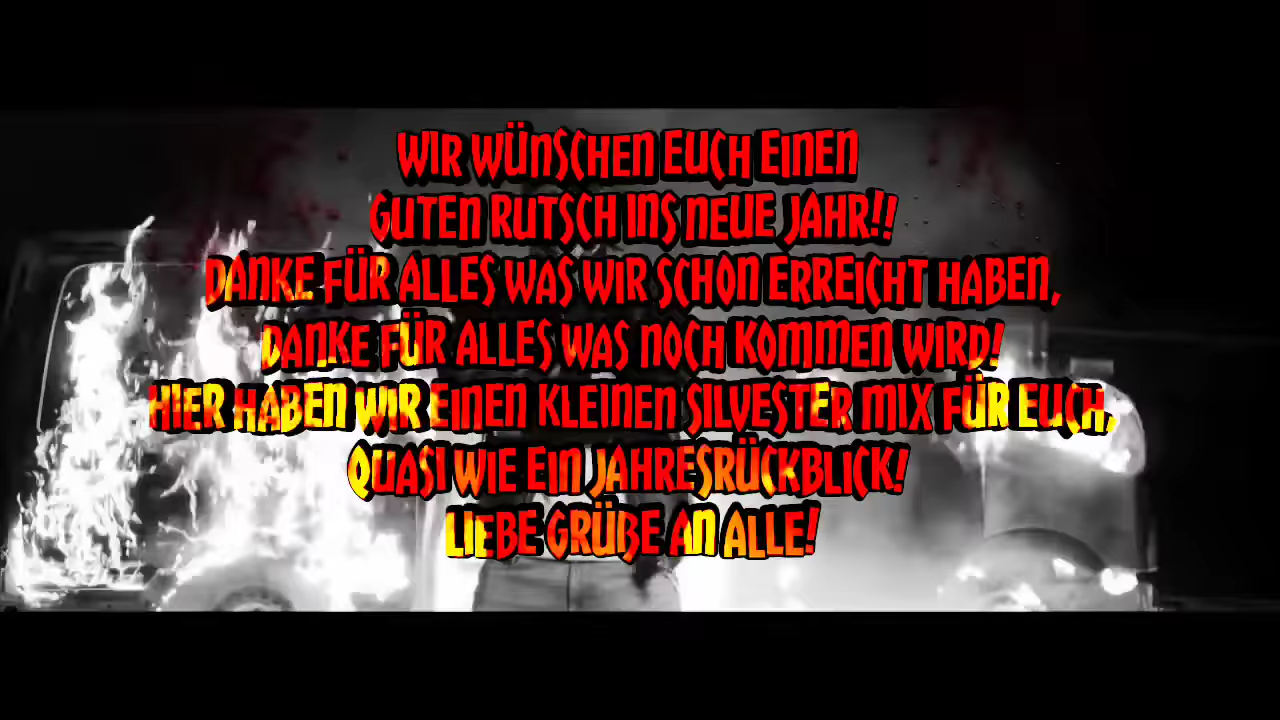 WIR WÜNSCHEN EUCH EINEN
GUTEN RUTSCH INS NEUE JAHR!!
DANKE FÜR ALLES WAS WIR SCHON ERREICHT HABEN,
DANKE FÜR ALLES WAS NOCH KOMMEN WIRD!
HIER HABEN WIR EINEN KLEINEN SILVESTER MIX FÜR EUCH,
QUASI WIE EIN JAHRESRÜCKBLICK!
LIEBE GRÜßE AN ALLE!